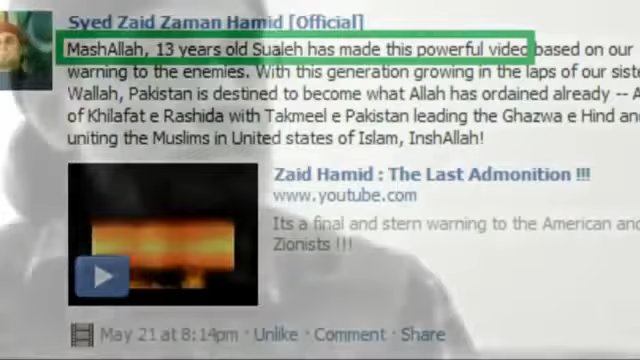 Syed Zaid Zaman Hamid [Official]
MashAllah, 13 years old Sualeh has made this powerful video based on our
warning to the enemies. With this generation growing in the laps of our siste
Wallah, Pakistan is destined to become what Allah has ordained already -- A
of Khilafat e Rashida with Takmeel e Pakistan leading the Ghazwa e Hind and
uniting the Muslims in United states of Islam, InshAllah!
Zaid Hamid : The Last Admonition !!!
www.youtube.com
Its a final and stern warning to the American and
Zionists !!!
May 21 at 8:14pm · Unlike · Comment · Share